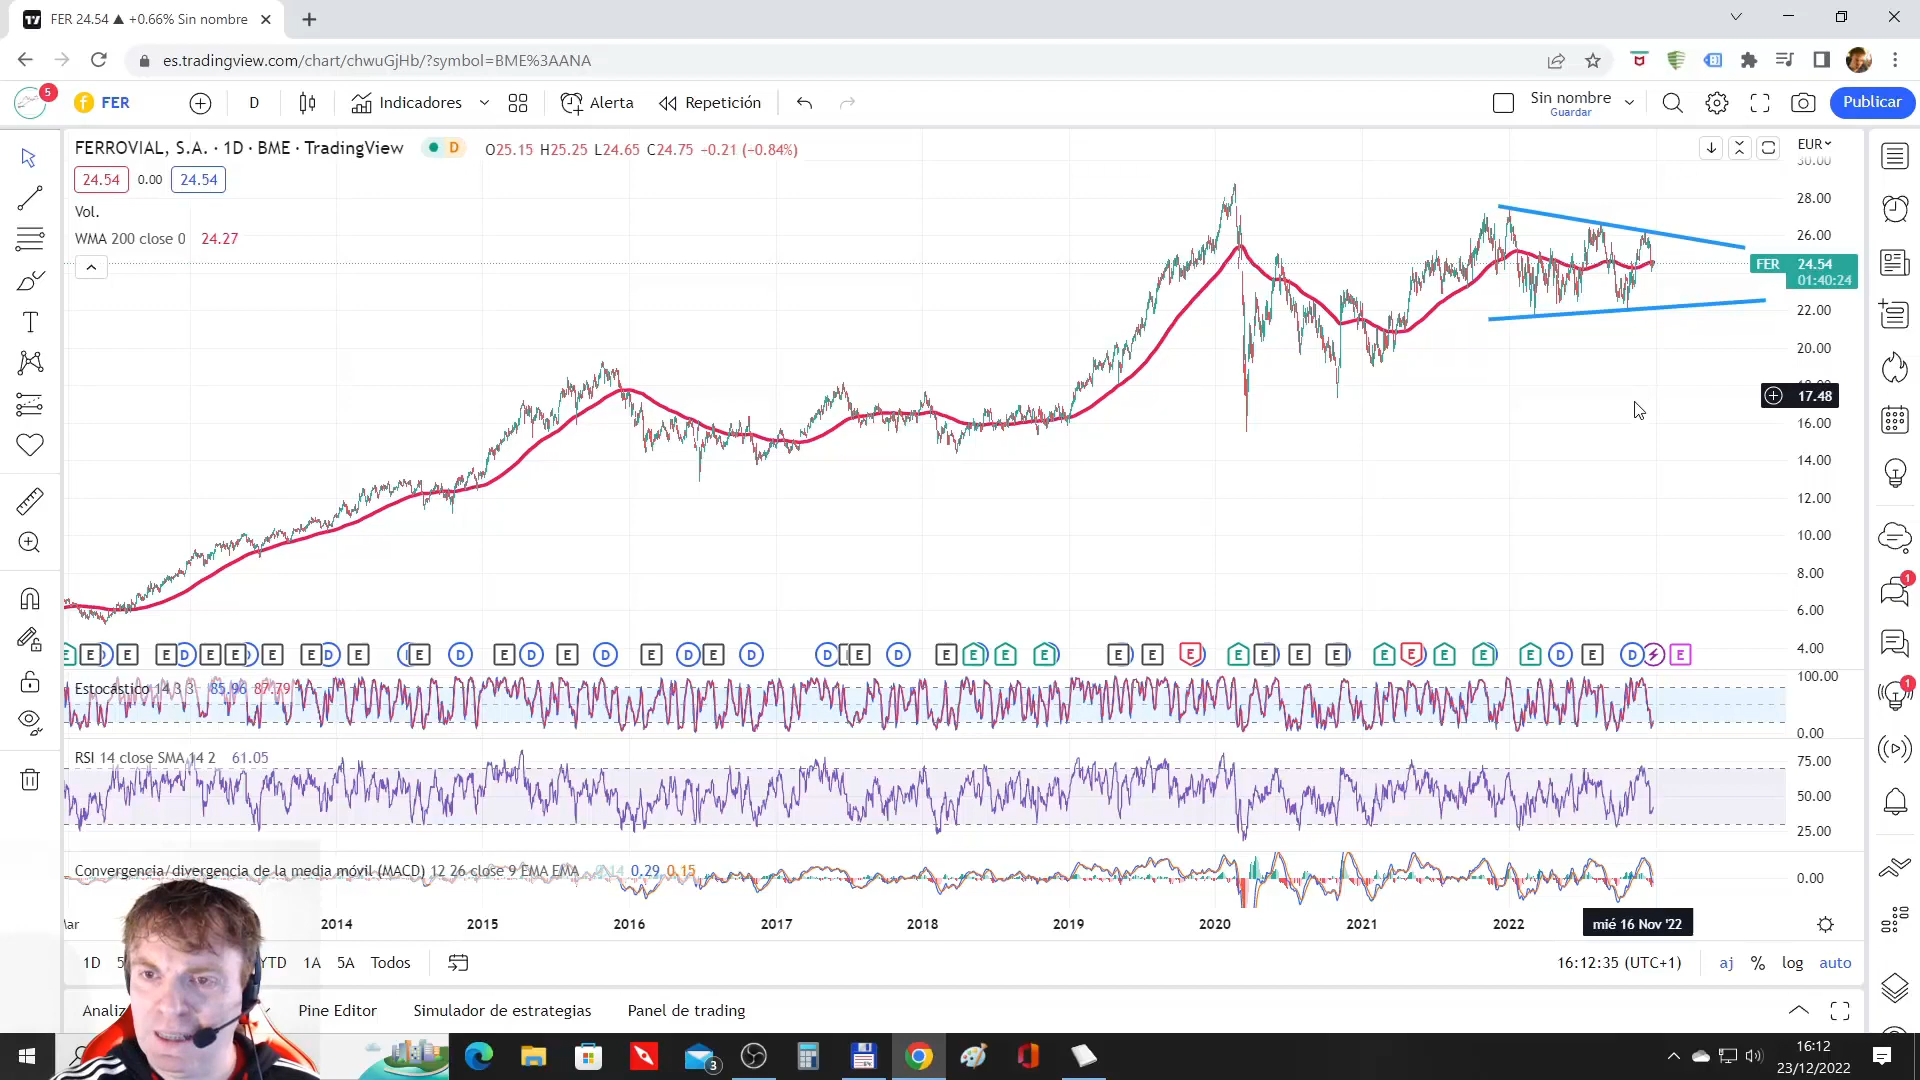 FER 24.54 ▲ +0.66% Sin nombre
es.tradingview.com/chart/chwuGjHb/?symbol=BME%3AANA
5
FER
D
Indicadores
Alerta
Repetición
Sin nombre
Guardar
Publicar
FERROVIAL, S.A. · 1D · BME · TradingView
D
O25.15 H25.25 L24.65 C24.75 −0.21 (−0.84%)
EUR
24.54
0.00
24.54
Vol.
WMA 200 close 0 24.27
30.00
28.00
26.00
FER 24.54
01:40:24
22.00
20.00
17.48
16.00
14.00
12.00
10.00
8.00
6.00
4.00
Estocástico 14 3 3 85.96 87.79
100.00
0.00
RSI 14 close SMA 14 2 61.05
75.00
50.00
25.00
Convergencia/divergencia de la media móvil (MACD) 12 26 close 9 EMA EMA 0.14 0.29 0.15
0.00
2014
2015
2016
2017
2018
2019
2020
2021
2022
mié 16 Nov '22
1D
YTD
1A
5A
Todos
16:12:35 (UTC+1)
aj
%
log
auto
Pine Editor
Simulador de estrategias
Panel de trading
3
16:12
23/12/2022
1
1